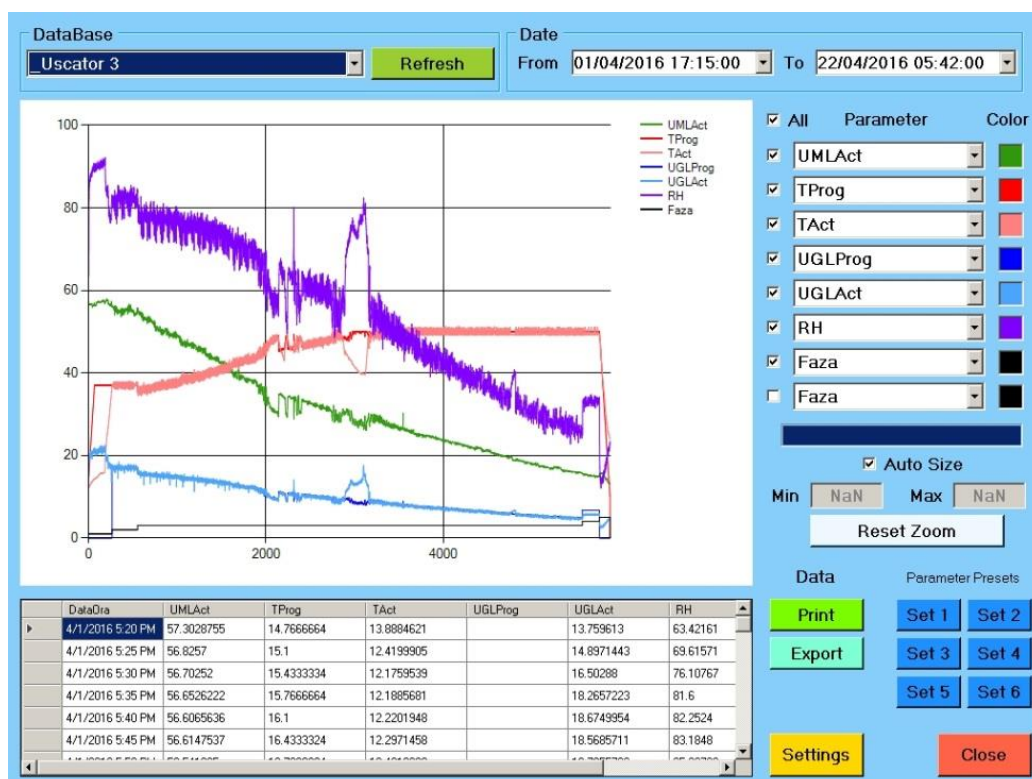 DataBase
_Uscator 3
Refresh
Date
From 01/04/2016 17:15:00 To 22/04/2016 05:42:00
100
80
60
40
20
0
0 2000 4000
UMLAct
TProg
TAct
UGLProg
UGLAct
RH
Faza
All Parameter Color
UMLAct
TProg
TAct
UGLProg
UGLAct
RH
Faza
Faza
Auto Size
Min NaN Max NaN
Reset Zoom
Data Parameter Presets
Print Set 1 Set 2
Export Set 3 Set 4
Set 5 Set 6
Settings Close
DataOra UMLAct TProg TAct UGLProg UGLAct RH
4/1/2016 5:20 PM 57.3028755 14.7666664 13.8884621 13.759613 63.42161
4/1/2016 5:25 PM 56.8257 15.1 12.4199905 14.8971443 69.61571
4/1/2016 5:30 PM 56.70252 15.4333334 12.1759539 16.50288 76.10767
4/1/2016 5:35 PM 56.6526222 15.7666664 12.1885681 18.2657223 81.6
4/1/2016 5:40 PM 56.6065636 16.1 12.2201948 18.6749954 82.2524
4/1/2016 5:45 PM 56.6147537 16.4333324 12.2971458 18.5685711 83.1848